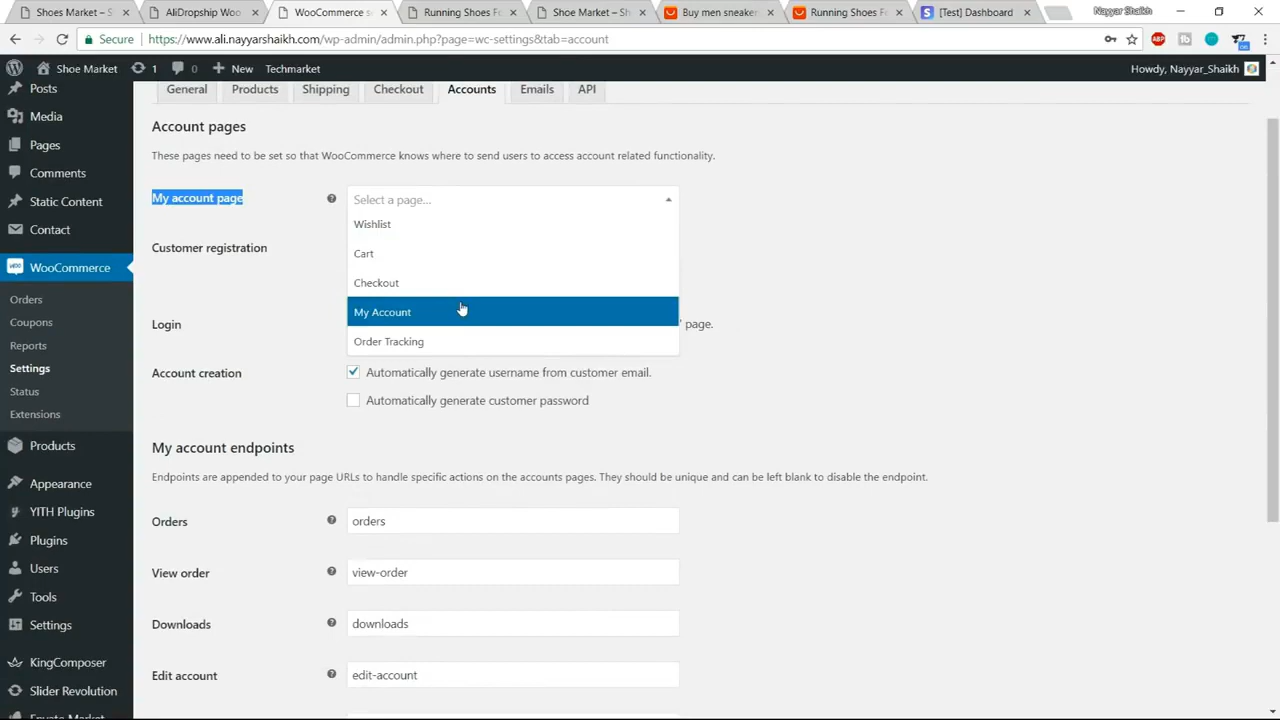 Shoes Market – S
AliDropship Woo
WooCommerce se
Running Shoes Fo
Shoe Market – Sh
Buy men sneaker
Running Shoes Fo
[Test] Dashboard
Nayyar Shaikh
Secure
https://www.ali.nayyarshaikh.com/wp-admin/admin.php?page=wc-settings&tab=account
ABP
Shoe Market
1
0
New
Techmarket
Howdy, Nayyar_Shaikh
Posts
Media
Pages
Comments
Static Content
Contact
WooCommerce
Orders
Coupons
Reports
Settings
Status
Extensions
Products
Appearance
YITH Plugins
Plugins
Users
Tools
Settings
KingComposer
Slider Revolution
Envato Market
General
Products
Shipping
Checkout
Accounts
Emails
API
Account pages
These pages need to be set so that WooCommerce knows where to send users to access account related functionality.
My account page
Select a page...
Wishlist
Cart
Checkout
My Account
Order Tracking
Customer registration
Login
" page.
Account creation
Automatically generate username from customer email.
Automatically generate customer password
My account endpoints
Endpoints are appended to your page URLs to handle specific actions on the accounts pages. They should be unique and can be left blank to disable the endpoint.
Orders
orders
View order
view-order
Downloads
downloads
Edit account
edit-account